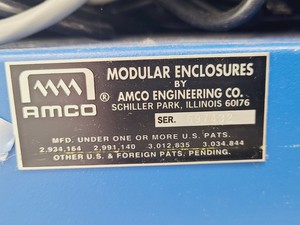 MODULAR ENCLOSURES
BY
AMCO ENGINEERING CO.
AMCO ®
SCHILLER PARK, ILLINOIS 60176
SER.
MFD. UNDER ONE OR MORE U.S. PATS.
2.934,164 2.991,140 3.012,835 3.034,844
OTHER U.S. & FOREIGN PATS. PENDING.